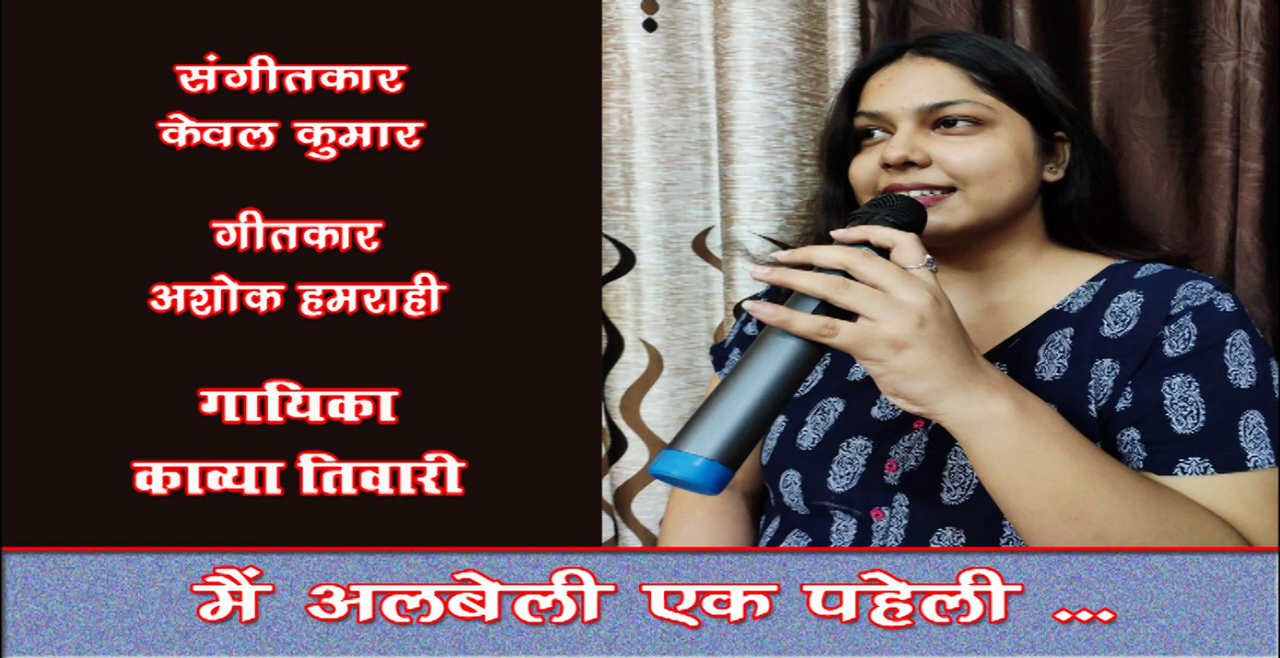 संगीतकार
केवल कुमार
गीतकार
अशोक हमराही
गायिका
काव्या तिवारी
मैं अलबेली एक पहेली ...